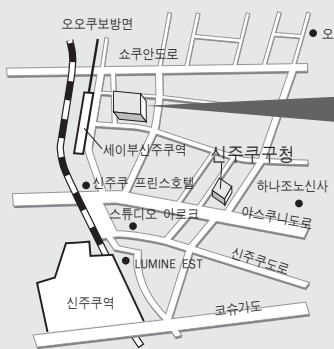 오오쿠보방면
오
쇼쿠안도로
세이부신주쿠역
신주쿠구청
신주쿠 프린스호텔
하나조노신사
스튜디오 아로크
야스쿠니도로
신주쿠도로
LUMINE EST
신주쿠역
코슈가도